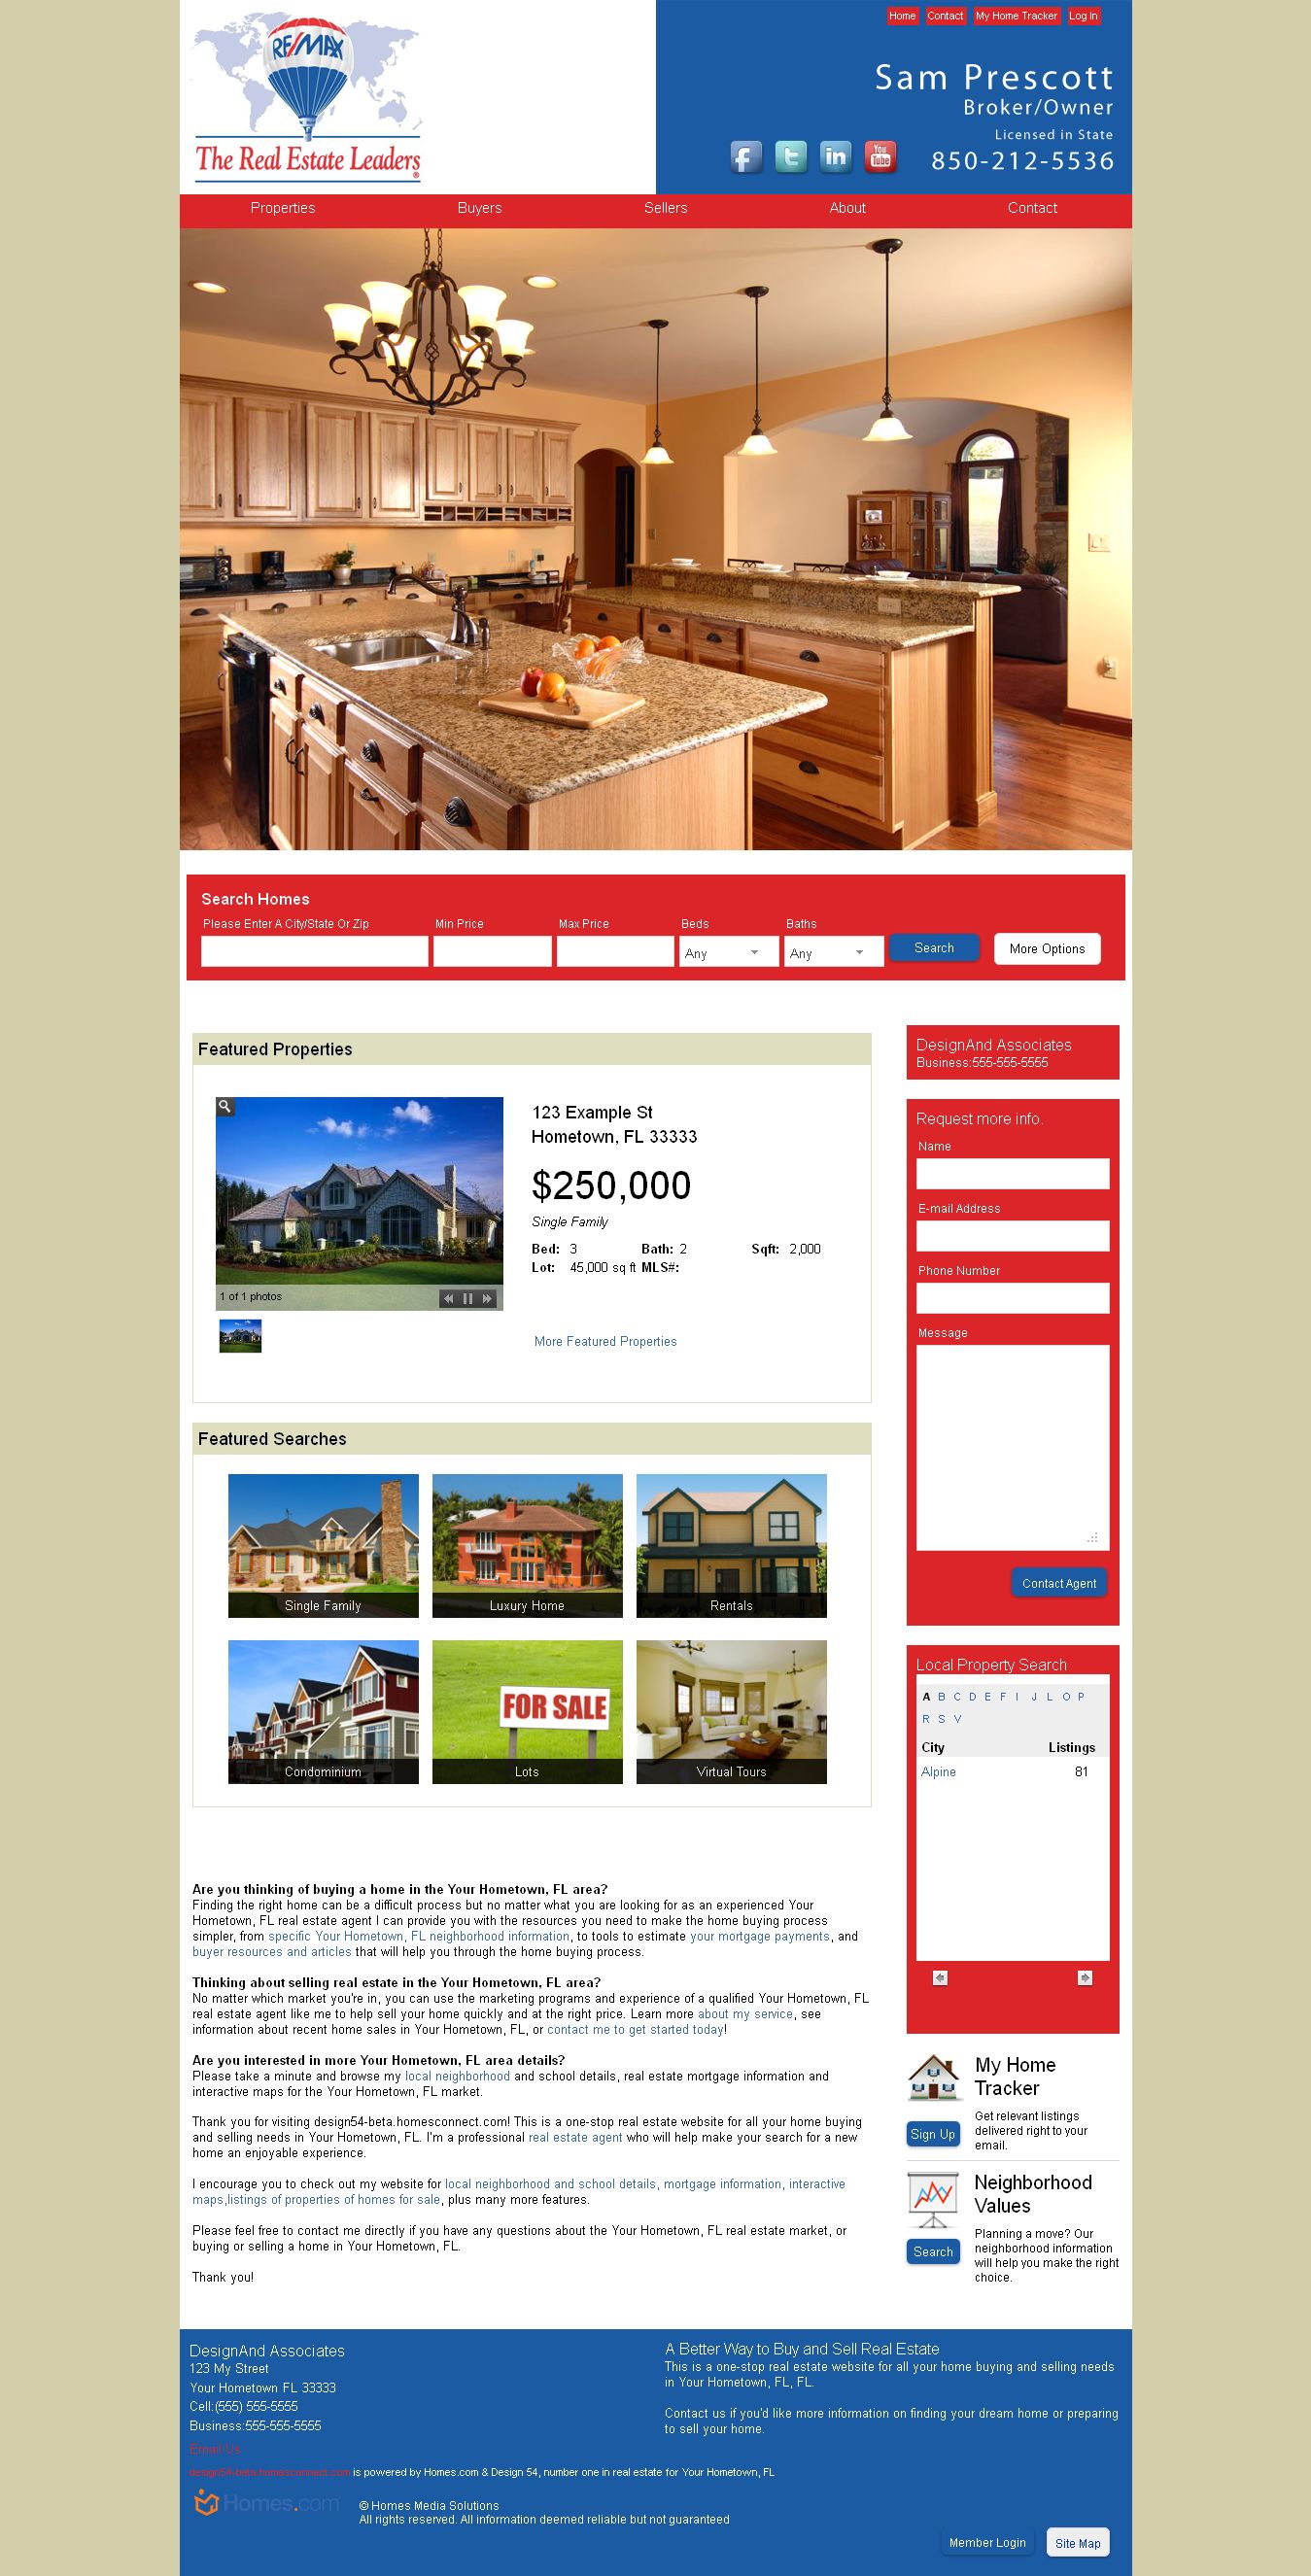 RE/MAX
The Real Estate Leaders®
Home Contact My Home Tracker Log In
Sam Prescott
Broker/Owner
Licensed in State
850-212-5536
f t in You Tube
Properties Buyers Sellers About Contact
Search Homes
Please Enter A City/State Or Zip Min Price Max Price Beds Baths
Any Any Search More Options
Featured Properties
123 Example St
Hometown, FL 33333
$250,000
Single Family
Bed: 3 Bath: 2 Sqft: 2,000
Lot: 45,000 sq ft MLS#:
1 of 1 photos
More Featured Properties
Featured Searches
Single Family Luxury Home Rentals
FOR SALE
Condominium Lots Virtual Tours
Are you thinking of buying a home in the Your Hometown, FL area?
Finding the right home can be a difficult process but no matter what you are looking for as an experienced Your
Hometown, FL real estate agent I can provide you with the resources you need to make the home buying process
simpler, from specific Your Hometown, FL neighborhood information, to tools to estimate your mortgage payments, and
buyer resources and articles that will help you through the home buying process.
Thinking about selling real estate in the Your Hometown, FL area?
No matter which market you're in, you can use the marketing programs and experience of a qualified Your Hometown, FL
real estate agent like me to help sell your home quickly and at the right price. Learn more about my service, see
information about recent home sales in Your Hometown, FL, or contact me to get started today!
Are you interested in more Your Hometown, FL area details?
Please take a minute and browse my local neighborhood and school details, real estate mortgage information and
interactive maps for the Your Hometown, FL market.
Thank you for visiting design54-beta.homesconnect.com! This is a one-stop real estate website for all your home buying
and selling needs in Your Hometown, FL. I'm a professional real estate agent who will help make your search for a new
home an enjoyable experience.
I encourage you to check out my website for local neighborhood and school details, mortgage information, interactive
maps,listings of properties of homes for sale, plus many more features.
Please feel free to contact me directly if you have any questions about the Your Hometown, FL real estate market, or
buying or selling a home in Your Hometown, FL.
Thank you!
DesignAnd Associates
Business:555-555-5555
Request more info.
Name
E-mail Address
Phone Number
Message
Contact Agent
Local Property Search
A B C D E F I J L O P
R S V
City Listings
Alpine 81
My Home
Tracker
Get relevant listings
delivered right to your
email.
Sign Up
Neighborhood
Values
Planning a move? Our
neighborhood information
will help you make the right
choice.
Search
DesignAnd Associates
123 My Street
Your Hometown FL 33333
Cell:(555) 555-5555
Business:555-555-5555
Email Us
A Better Way to Buy and Sell Real Estate
This is a one-stop real estate website for all your home buying and selling needs
in Your Hometown, FL, FL.
Contact us if you'd like more information on finding your dream home or preparing
to sell your home.
design54-beta.homesconnect.com is powered by Homes.com & Design 54, number one in real estate for Your Hometown, FL
Homes.com
© Homes Media Solutions
All rights reserved. All information deemed reliable but not guaranteed
Member Login Site Map